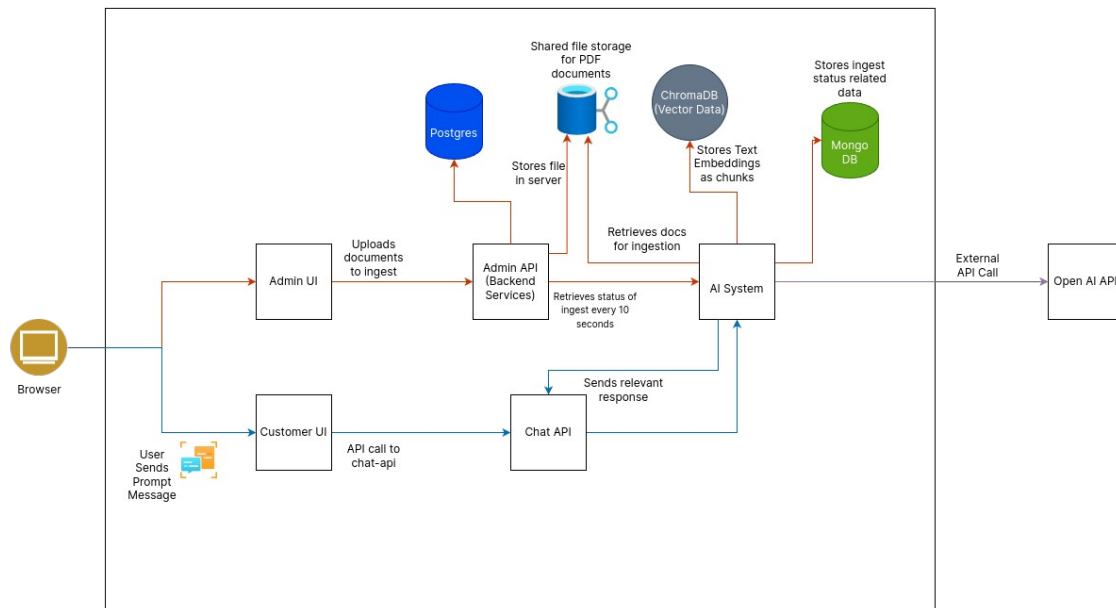 Shared file storage
for PDF
documents
Stores ingest
status related
data
ChromaDB
(Vector Data)
Postgres
Mongo
DB
Stores file
in server
Stores Text
Embeddings
as chunks
Retrieves docs
for ingestion
Uploads
documents
to ingest
Admin UI
Admin API
(Backend
Services)
Retrieves status of
ingest every 10
seconds
AI System
External
API Call
Open AI API
Browser
Sends relevant
response
Customer UI
API call to
chat-api
Chat API
User
Sends
Prompt
Message